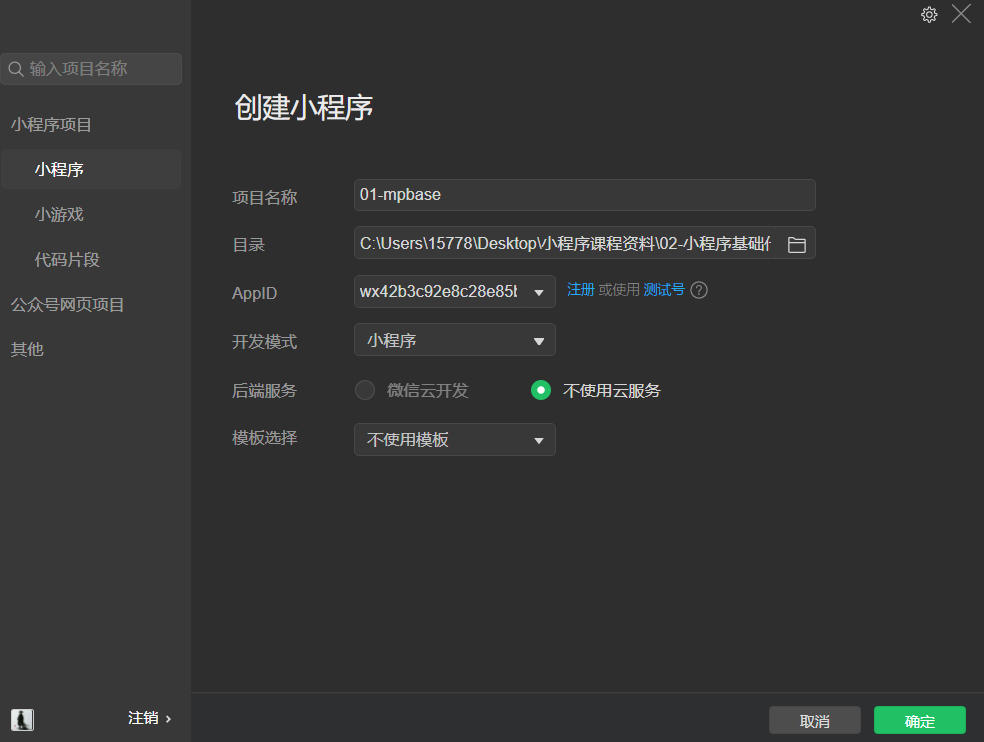 输入项目名称
小程序项目
小程序
小游戏
代码片段
公众号网页项目
其他
注销
创建小程序
项目名称 01-mpbase
目录 C:\Users\15778\Desktop\小程序课程资料\02-小程序基础
AppID wx42b3c92e8c28e85 注册 或使用 测试号
开发模式 小程序
后端服务 微信云开发 不使用云服务
模板选择 不使用模板
取消 确定